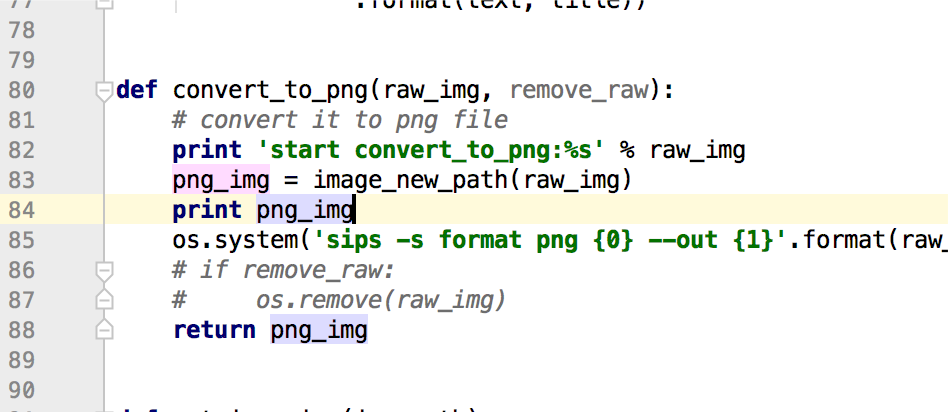 77 .format(text, title))
78
79
80 def convert_to_png(raw_img, remove_raw):
81 # convert it to png file
82 print 'start convert_to_png:%s' % raw_img
83 png_img = image_new_path(raw_img)
84 print png_img
85 os.system('sips -s format png {0} --out {1}'.format(raw_
86 # if remove_raw:
87 #     os.remove(raw_img)
88 return png_img
89
90